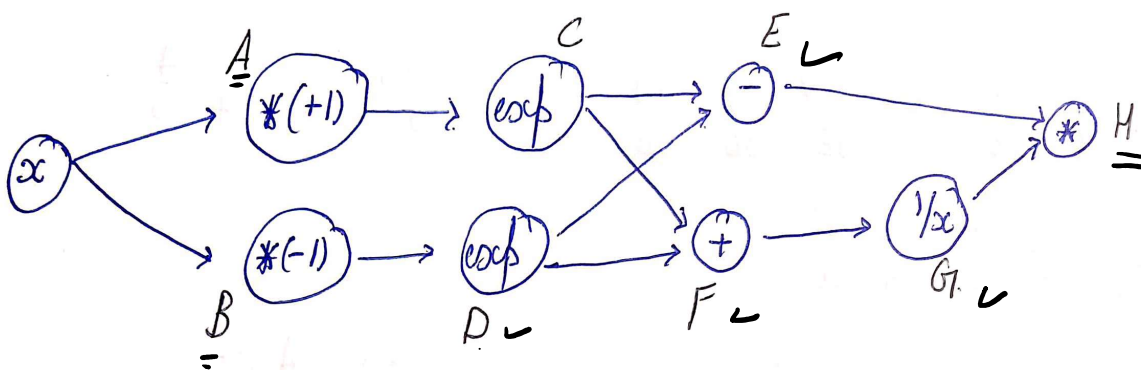 A C E ✓
x *(+1) exp - * H
*(-1) exp + 1/x
B D ✓ F ✓ G ✓